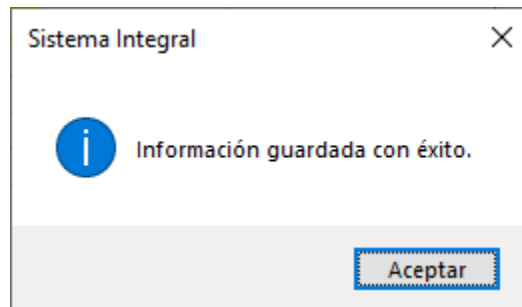 Sistema Integral
Información guardada con éxito.
Aceptar